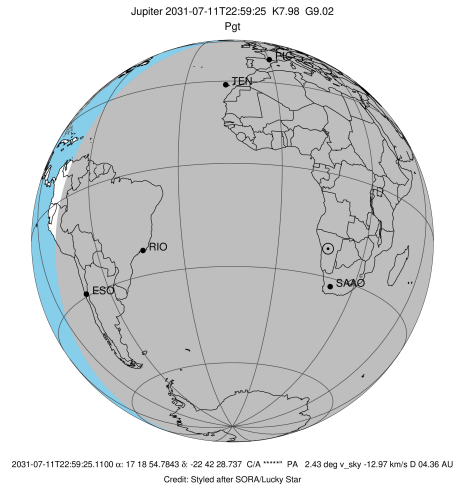 Jupiter 2031-07-11T22:59:25 K7.98 G9.02
Pgt
PIC
TEN
RIO
ESO
SAAO
2031-07-11T22:59:25.1100 α: 17 18 54.7843 δ: -22 42 28.737 C/A *****" PA 2.43 deg v_sky -12.97 km/s D 04.36 AU
Credit: Styled after SORA/Lucky Star